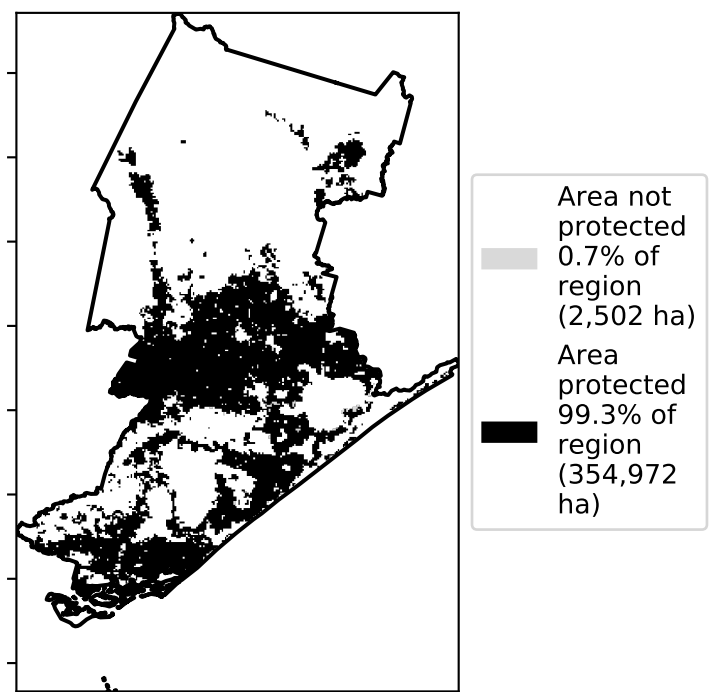 Area not
protected
0.7% of
region
(2,502 ha)
Area
protected
99.3% of
region
(354,972
ha)